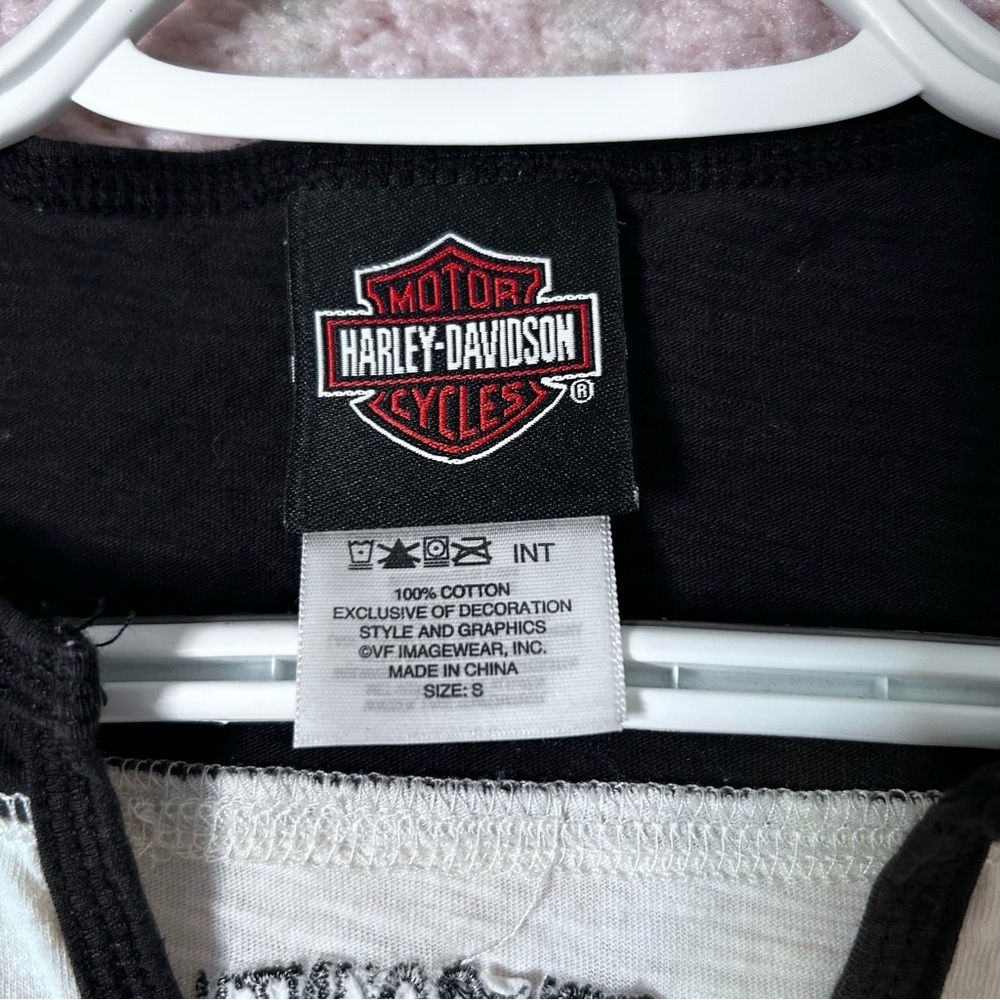 MOTOR
HARLEY-DAVIDSON
CYCLES
®
INT
100% COTTON
EXCLUSIVE OF DECORATION
STYLE AND GRAPHICS
©VF IMAGEWEAR, INC.
MADE IN CHINA
SIZE: S